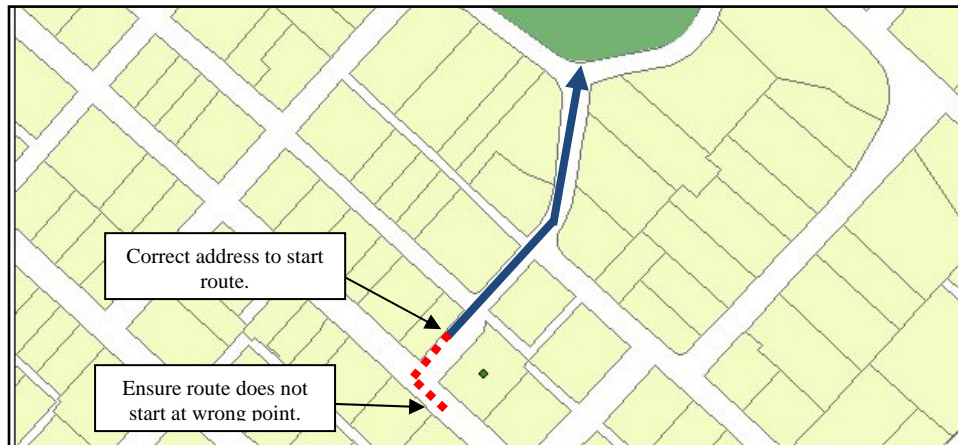 Correct address to start
route.
Ensure route does not
start at wrong point.